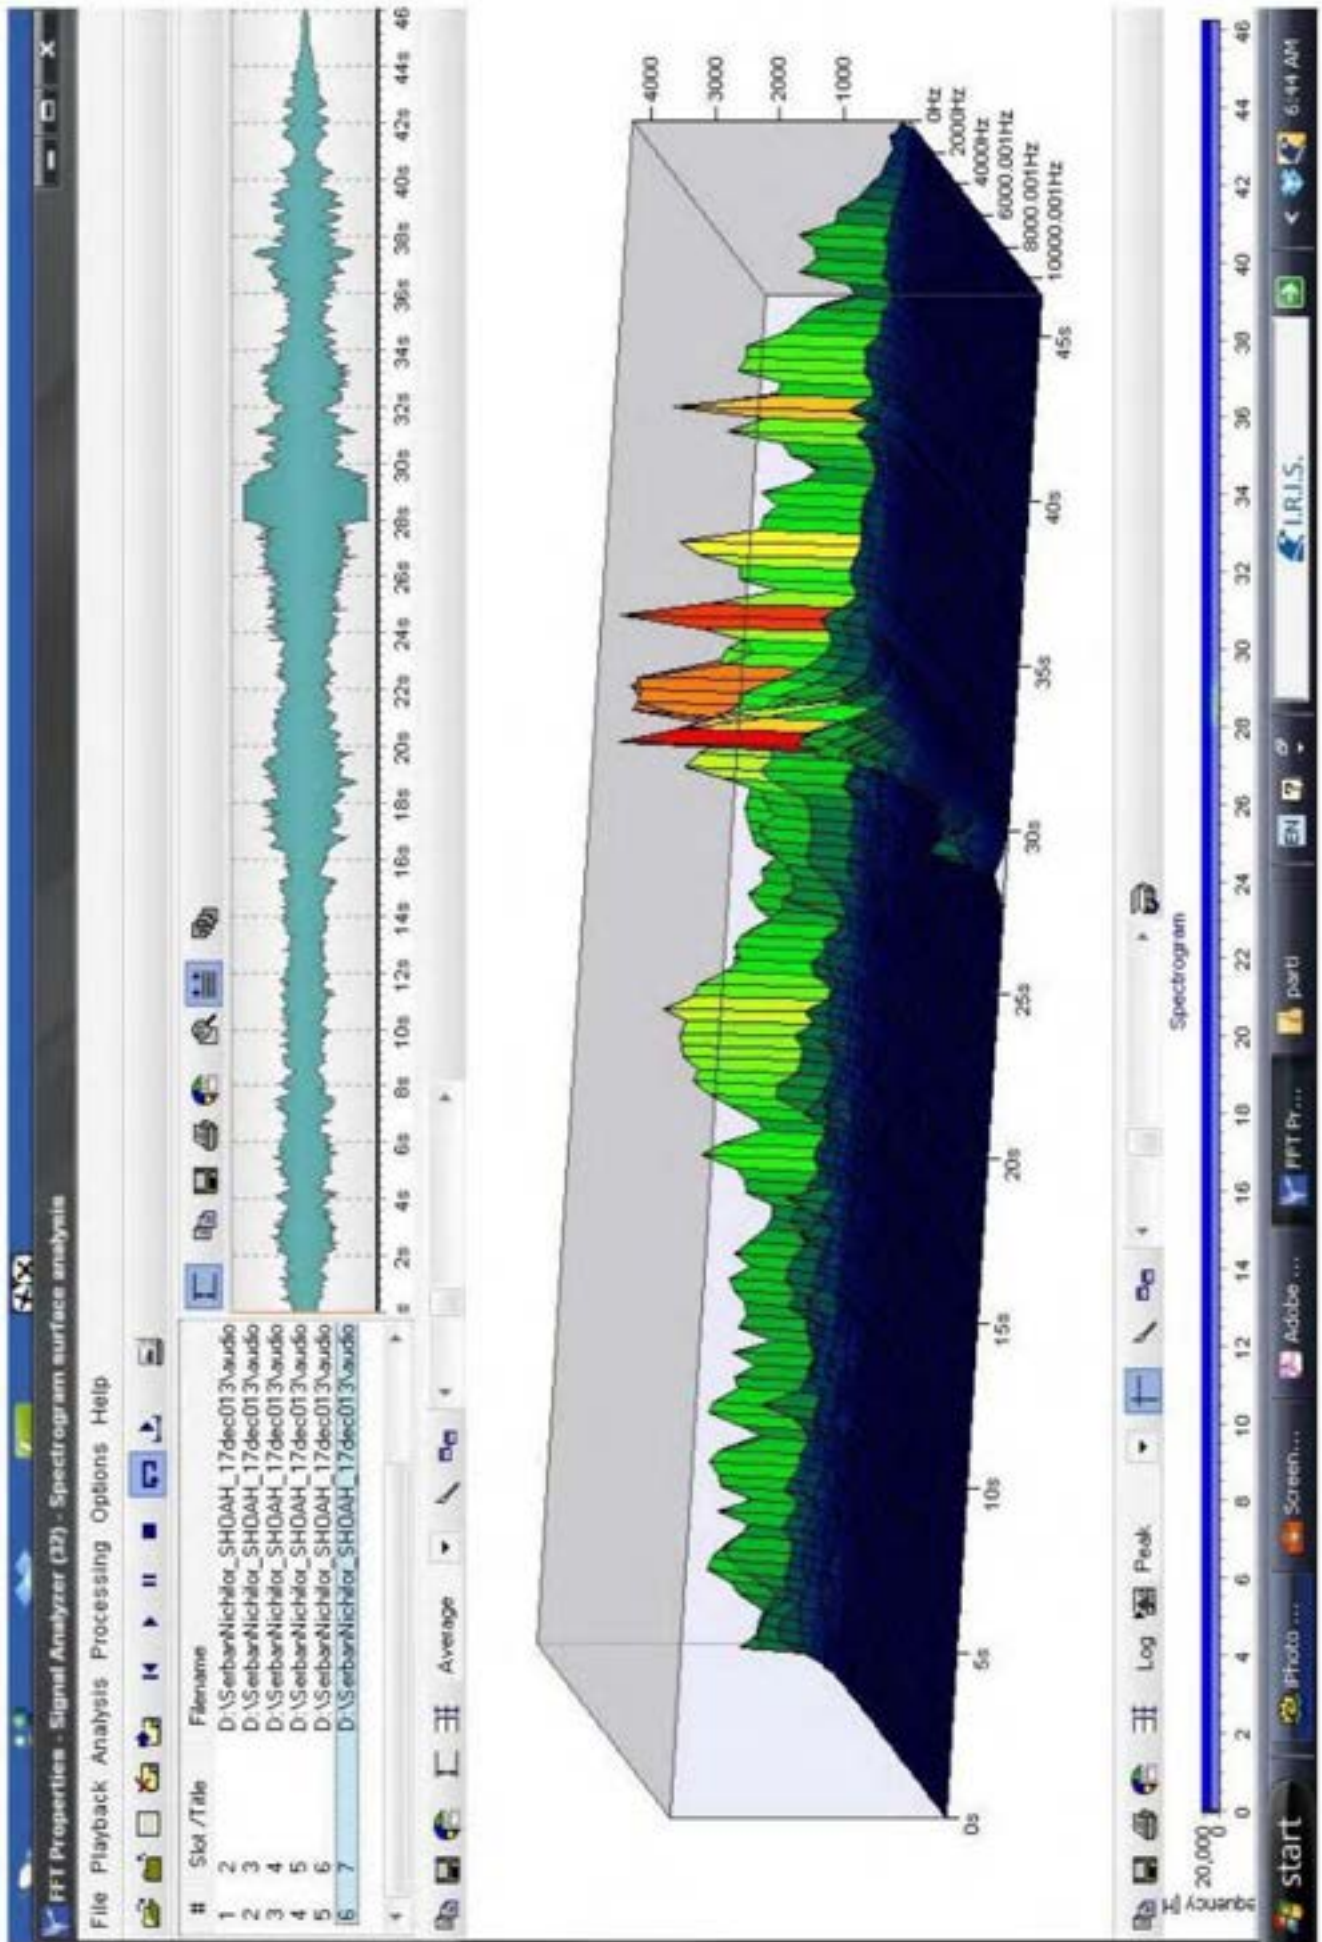 FFT Properties - Signal Analyzer (32) - Spectrogram surface analysis
File Playback Analysis Processing Options Help
# Slot /Title Filename
1 2 D:\SerbanNichifor_SHOAH_17dec013\audio
2 3 D:\SerbanNichifor_SHOAH_17dec013\audio
3 4 D:\SerbanNichifor_SHOAH_17dec013\audio
4 5 D:\SerbanNichifor_SHOAH_17dec013\audio
5 6 D:\SerbanNichifor_SHOAH_17dec013\audio
6 7 D:\SerbanNichifor_SHOAH_17dec013\audio
s 2s 4s 6s 8s 10s 12s 14s 16s 18s 20s 22s 24s 26s 28s 30s 32s 34s 36s 38s 40s 42s 44s 46
Average
4000
3000
2000
1000
0Hz
2000Hz
4000Hz
6000.001Hz
8000.001Hz
10000.001Hz
0s 5s 10s 15s 20s 25s 30s 35s 40s 45s
Log Peak
Spectrogram
20,000
0
0 2 4 6 8 10 12 14 16 18 20 22 24 26 28 30 32 34 36 38 40 42 44 46
start iPhoto ... Screen... Adobe ... FFT Pr... parti EN I.R.I.S. 6:44 AM